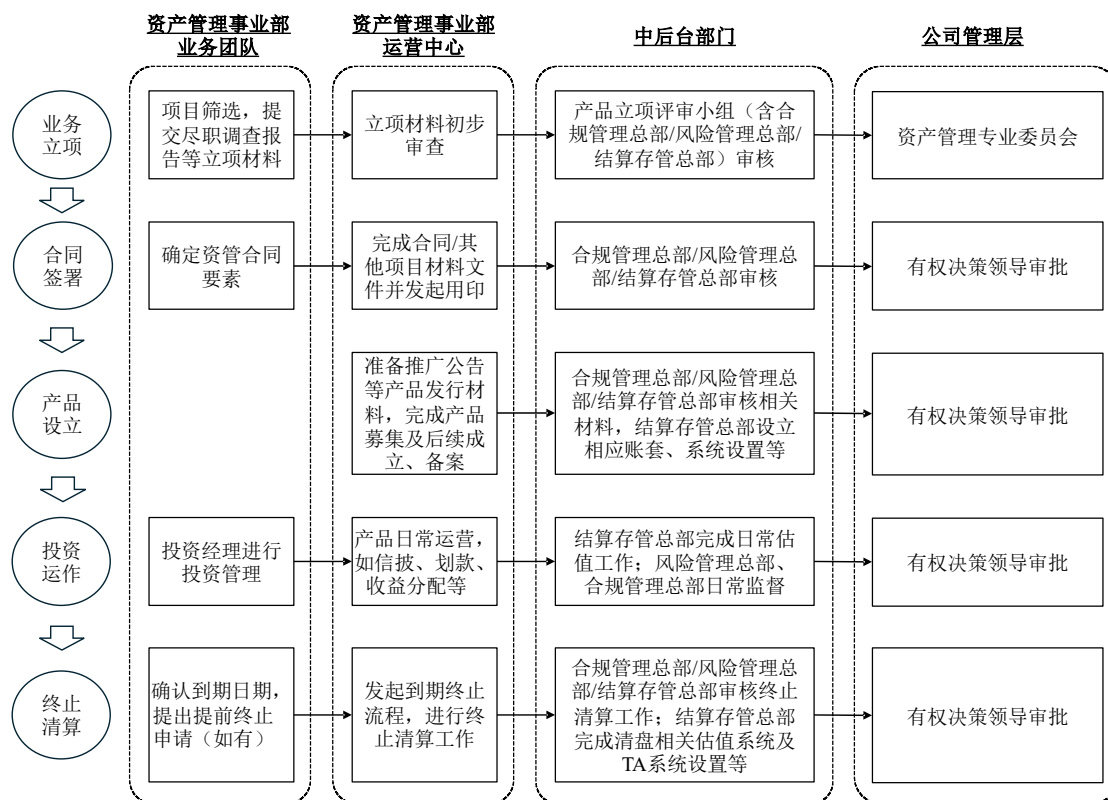 资产管理事业部
业务团队
资产管理事业部
运营中心
中后台部门
公司管理层
业务
立项
项目筛选，提
交尽职调查报
告等立项材料
立项材料初步
审查
产品立项评审小组（含合
规管理总部/风险管理总部/
结算存管总部）审核
资产管理专业委员会
合同
签署
确定资管合同
要素
完成合同/其
他项目材料文
件并发起用印
合规管理总部/风险管理总
部/结算存管总部审核
有权决策领导审批
产品
设立
准备推广公告
等产品发行材
料，完成产品
募集及后续成
立、备案
合规管理总部/风险管理总
部/结算存管总部审核相关
材料，结算存管总部设立
相应账套、系统设置等
有权决策领导审批
投资
运作
投资经理进行
投资管理
产品日常运营，
如信披、划款、
收益分配等
结算存管总部完成日常估
值工作；风险管理总部、
合规管理总部日常监督
有权决策领导审批
终止
清算
确认到期日期，
提出提前终止
申请（如有）
发起到期终止
流程，进行终
止清算工作
合规管理总部/风险管理总
部/结算存管总部审核终止
清算工作；结算存管总部
完成清盘相关估值系统及
TA系统设置等
有权决策领导审批